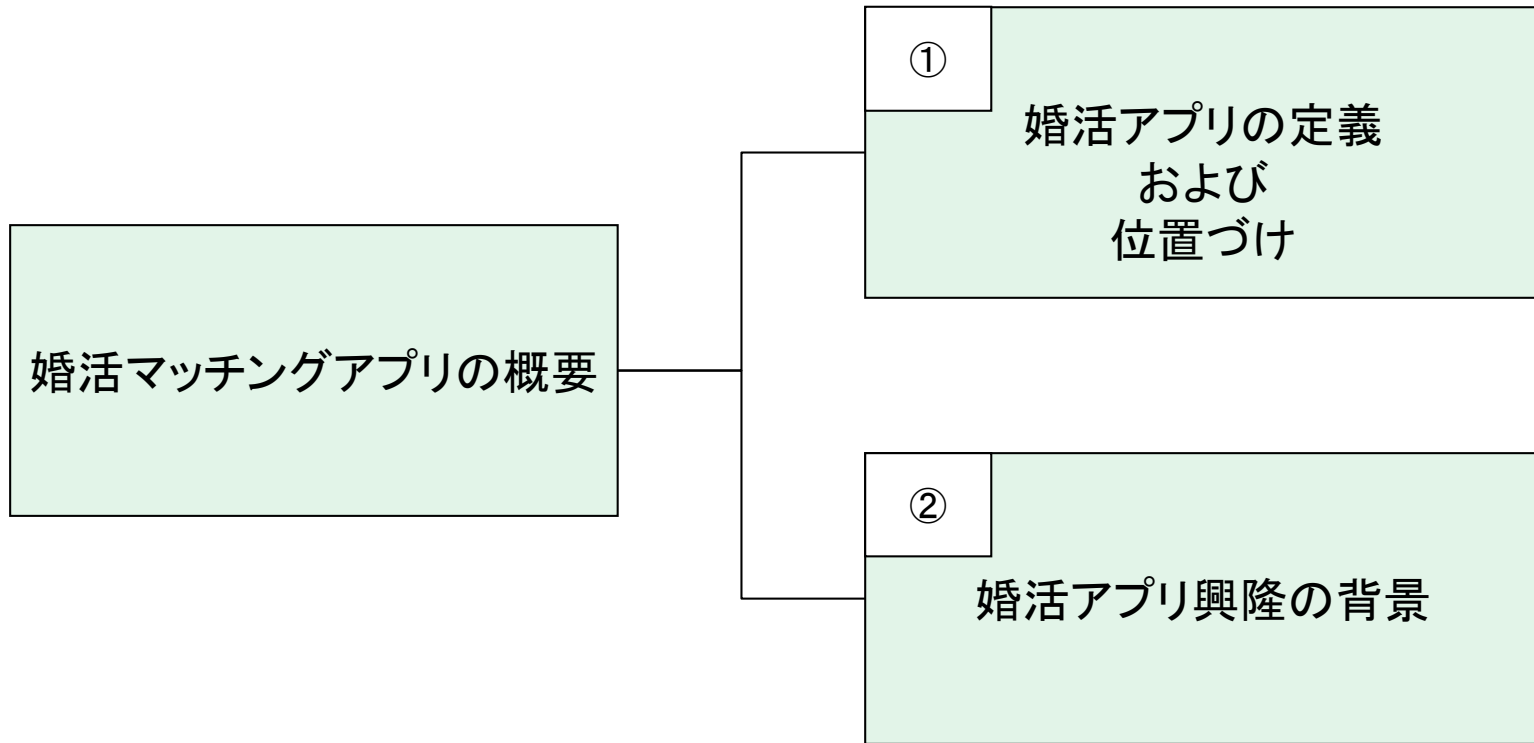 婚活マッチングアプリの概要
①
婚活アプリの定義
および
位置づけ
②
婚活アプリ興隆の背景